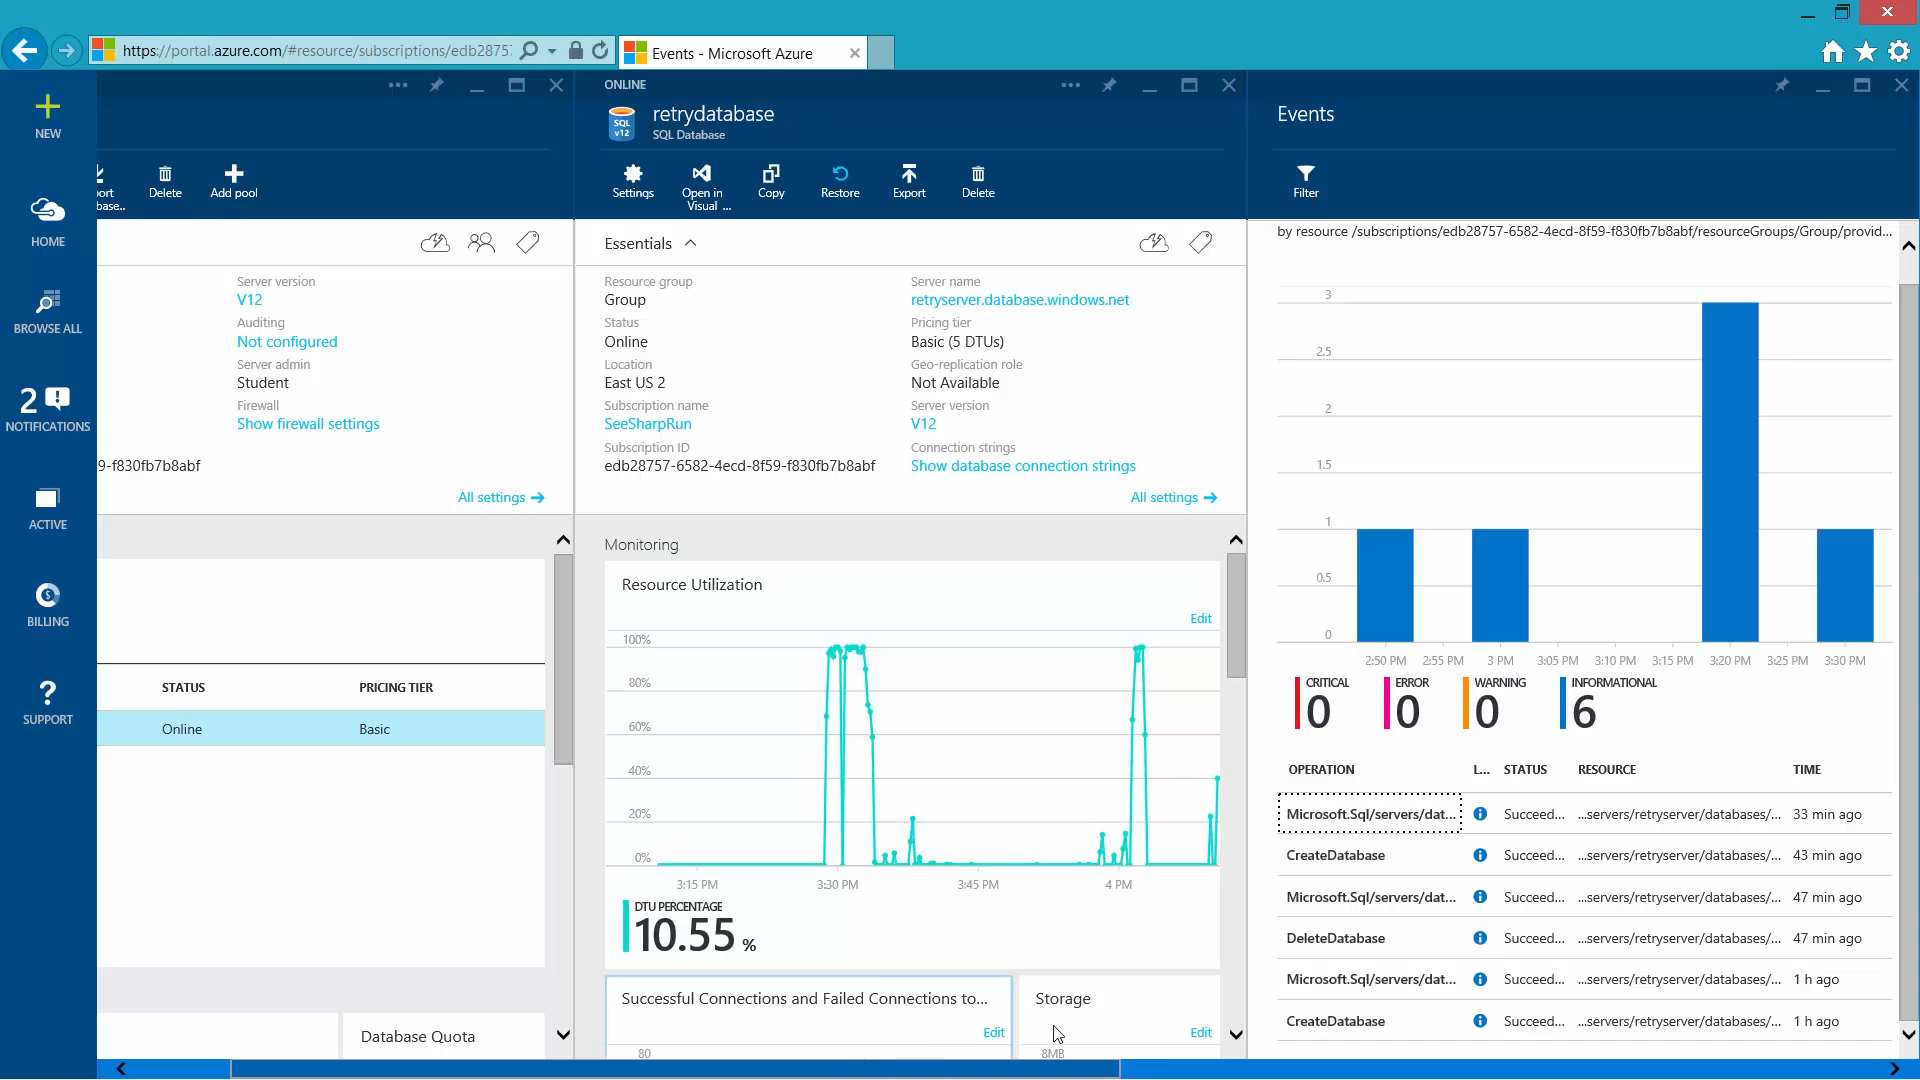 https://portal.azure.com/#resource/subscriptions/edb28757
Events - Microsoft Azure
NEW
HOME
BROWSE ALL
2
NOTIFICATIONS
ACTIVE
BILLING
SUPPORT
ort
base..
Delete
Add pool
Server version
V12
Auditing
Not configured
Server admin
Student
Firewall
Show firewall settings
9-f830fb7b8abf
All settings
STATUS
PRICING TIER
Online
Basic
Database Quota
ONLINE
SQL
v12
retrydatabase
SQL Database
Settings
Open in
Visual ...
Copy
Restore
Export
Delete
Essentials
Resource group
Group
Status
Online
Location
East US 2
Subscription name
SeeSharpRun
Subscription ID
edb28757-6582-4ecd-8f59-f830fb7b8abf
Server name
retryserver.database.windows.net
Pricing tier
Basic (5 DTUs)
Geo-replication role
Not Available
Server version
V12
Connection strings
Show database connection strings
All settings
Monitoring
Resource Utilization
Edit
100%
80%
60%
40%
20%
0%
3:15 PM
3:30 PM
3:45 PM
4 PM
DTU PERCENTAGE
10.55 %
Successful Connections and Failed Connections to...
Edit
80
Storage
Edit
8MB
Events
Filter
by resource /subscriptions/edb28757-6582-4ecd-8f59-f830fb7b8abf/resourceGroups/Group/provid...
3
2.5
2
1.5
1
0.5
0
2:50 PM
2:55 PM
3 PM
3:05 PM
3:10 PM
3:15 PM
3:20 PM
3:25 PM
3:30 PM
CRITICAL
0
ERROR
0
WARNING
0
INFORMATIONAL
6
OPERATION L... STATUS RESOURCE TIME
Microsoft.Sql/servers/dat... Succeed... ...servers/retryserver/databases/... 33 min ago
CreateDatabase Succeed... ...servers/retryserver/databases/... 43 min ago
Microsoft.Sql/servers/dat... Succeed... ...servers/retryserver/databases/... 47 min ago
DeleteDatabase Succeed... ...servers/retryserver/databases/... 47 min ago
Microsoft.Sql/servers/dat... Succeed... ...servers/retryserver/databases/... 1 h ago
CreateDatabase Succeed... ...servers/retryserver/databases/... 1 h ago